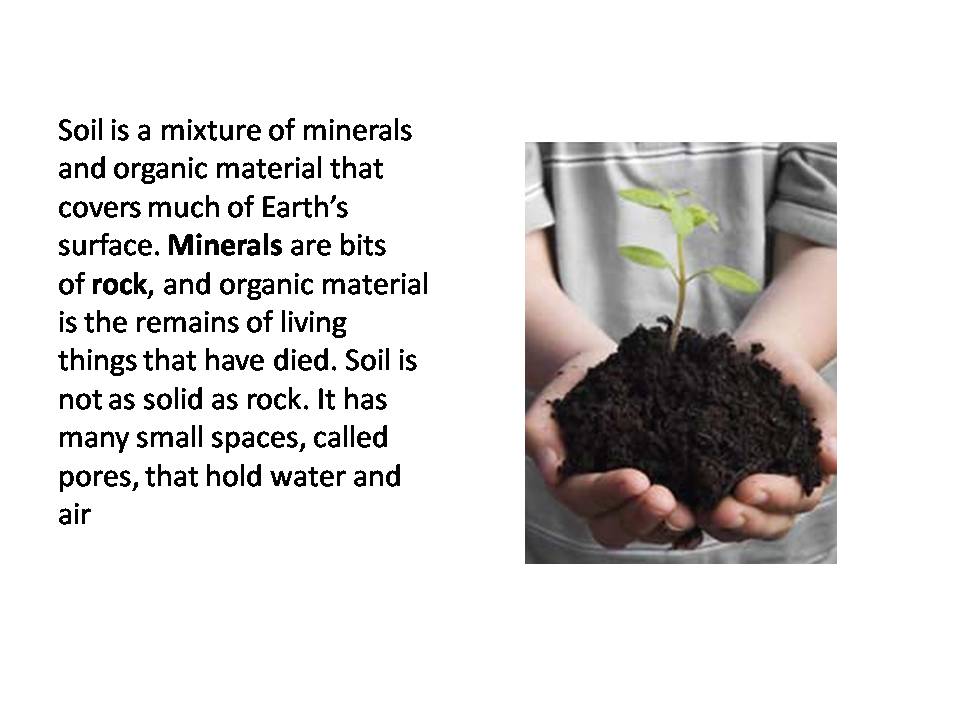 Soil is a mixture of minerals
and organic material that
covers much of Earth’s
surface. Minerals are bits
of rock, and organic material
is the remains of living
things that have died. Soil is
not as solid as rock. It has
many small spaces, called
pores, that hold water and
air